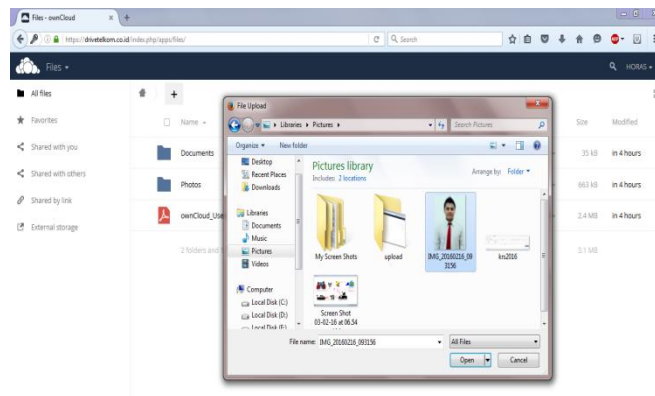 Files - ownCloud
https://drivetelkom.co.id/index.php/apps/files/
Search
Files
HORAS
All files
Favorites
Shared with you
Shared with others
Shared by link
External storage
Name
Size
Modified
Documents
35 kB
in 4 hours
Photos
663 kB
in 4 hours
ownCloud_Use
2.4 MB
in 4 hours
2 folders and
3.1 MB
File Upload
Libraries
Pictures
Search Pictures
Organize
New folder
Desktop
Recent Places
Downloads
Libraries
Documents
Music
Pictures
Videos
Computer
Local Disk (C:)
Local Disk (D:)
Local Disk (E:)
Pictures library
Includes: 2 locations
Arrange by: Folder
My Screen Shots
upload
IMG_20160216_09
3156
krs2016
Screen Shot
03-02-16 at 06.54
File name:
IMG_20160216_093156
All Files
Open
Cancel